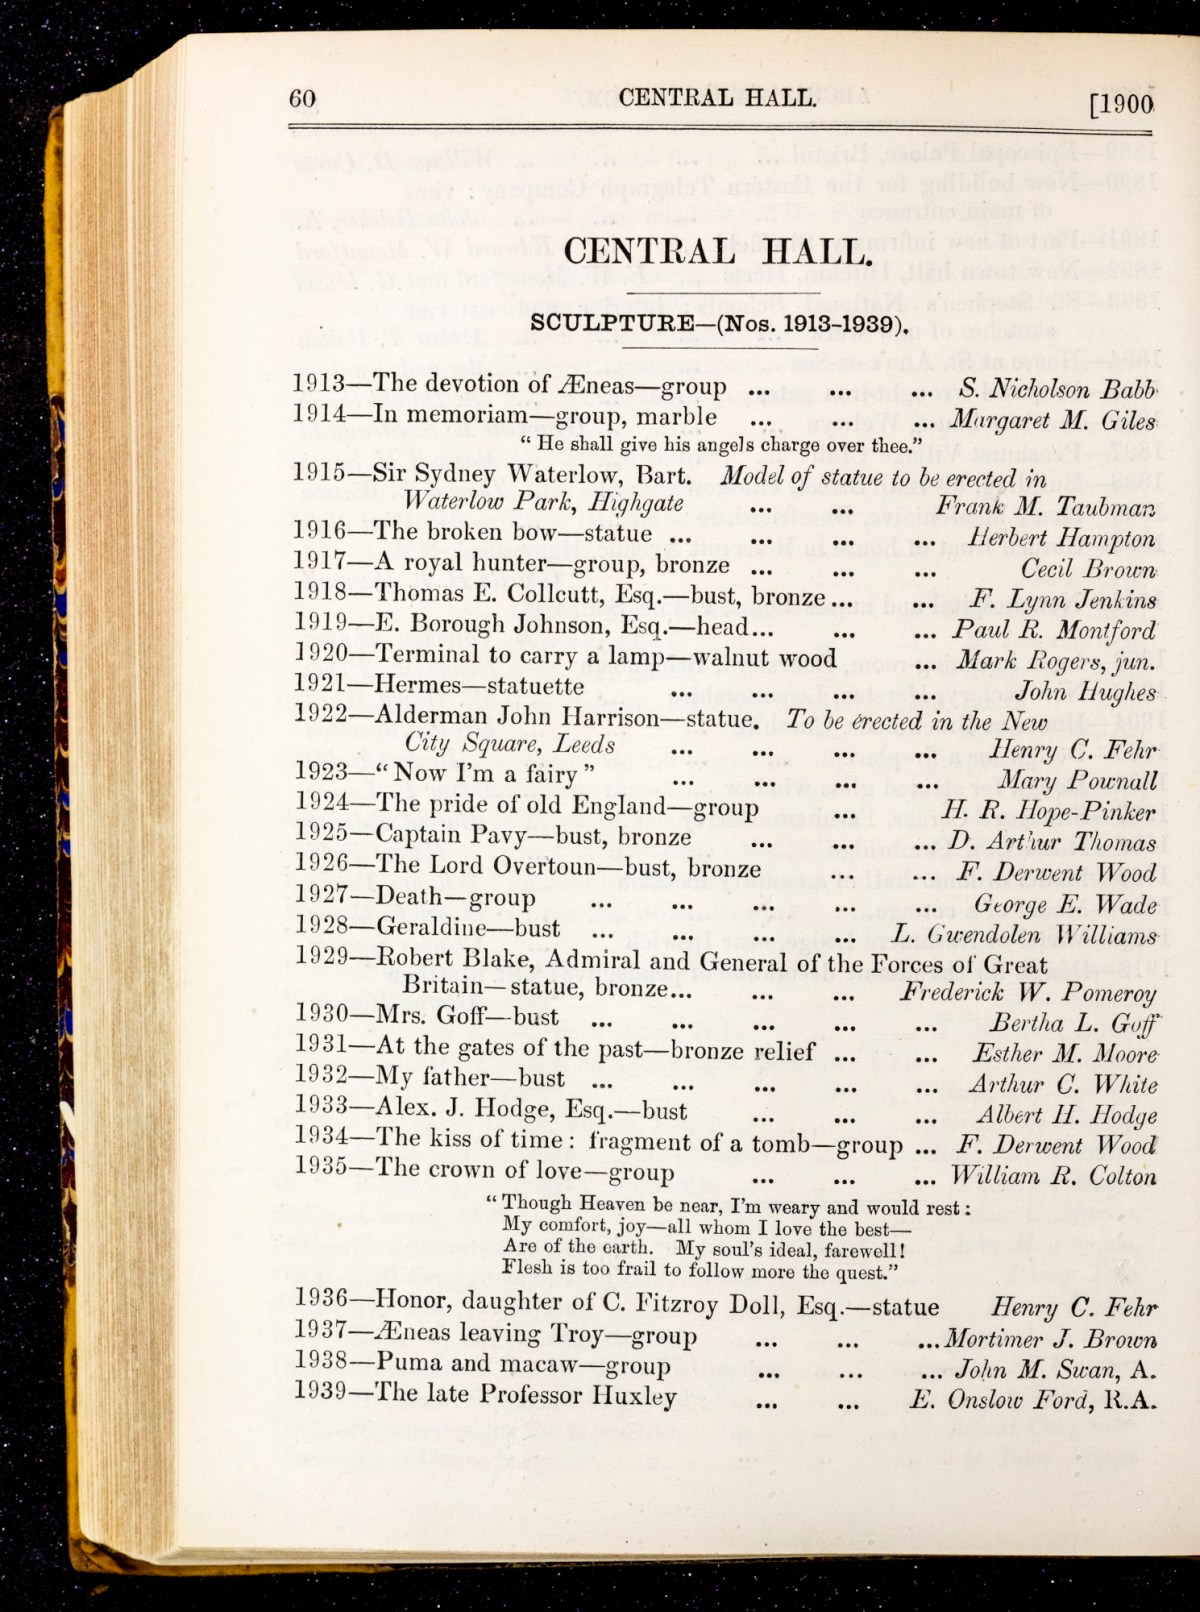 60 CENTRAL HALL. [1900
CENTRAL HALL.
SCULPTURE—(Nos. 1913-1939).
1913—The devotion of Æneas—group ... ... ... S. Nicholson Babb
1914—In memoriam—group, marble ... ... ... Margaret M. Giles
“ He shall give his angels charge over thee.”
1915—Sir Sydney Waterlow, Bart. Model of statue to be erected in
Waterlow Park, Highgate ... ... Frank M. Taubman
1916—The broken bow—statue ... ... ... ... Herbert Hampton
1917—A royal hunter—group, bronze ... ... ... Cecil Brown
1918—Thomas E. Collcutt, Esq.—bust, bronze ... ... F. Lynn Jenkins
1919—E. Borough Johnson, Esq.—head... ... ... Paul R. Montford
1920—Terminal to carry a lamp—walnut wood ... Mark Rogers, jun.
1921—Hermes—statuette ... ... ... ... John Hughes
1922—Alderman John Harrison—statue. To be erected in the New
City Square, Leeds ... ... ... ... Henry C. Fehr
1923—“ Now I’m a fairy ” ... ... ... ... Mary Pownall
1924—The pride of old England—group ... H. R. Hope-Pinker
1925—Captain Pavy—bust, bronze ... ... ... D. Arthur Thomas
1926—The Lord Overtoun—bust, bronze ... ... F. Derwent Wood
1927—Death—group ... ... ... ... ... George E. Wade
1928—Geraldine—bust ... ... ... ... L. Gwendolen Williams
1929—Robert Blake, Admiral and General of the Forces of Great
Britain—statue, bronze... ... ... Frederick W. Pomeroy
1930—Mrs. Goff—bust ... ... ... ... ... Bertha L. Goff
1931—At the gates of the past—bronze relief ... ... Esther M. Moore
1932—My father—bust ... ... ... ... ... Arthur C. White
1933—Alex. J. Hodge, Esq.—bust ... ... ... Albert H. Hodge
1934—The kiss of time : fragment of a tomb—group ... F. Derwent Wood
1935—The crown of love—group ... ... ... William R. Colton
“ Though Heaven be near, I’m weary and would rest :
My comfort, joy—all whom I love the best—
Are of the earth. My soul’s ideal, farewell !
Flesh is too frail to follow more the quest.”
1936—Honor, daughter of C. Fitzroy Doll, Esq.—statue Henry C. Fehr
1937—Æneas leaving Troy—group ... ... ... Mortimer J. Brown
1938—Puma and macaw—group ... ... ... John M. Swan, A.
1939—The late Professor Huxley ... ... E. Onslow Ford, R.A.